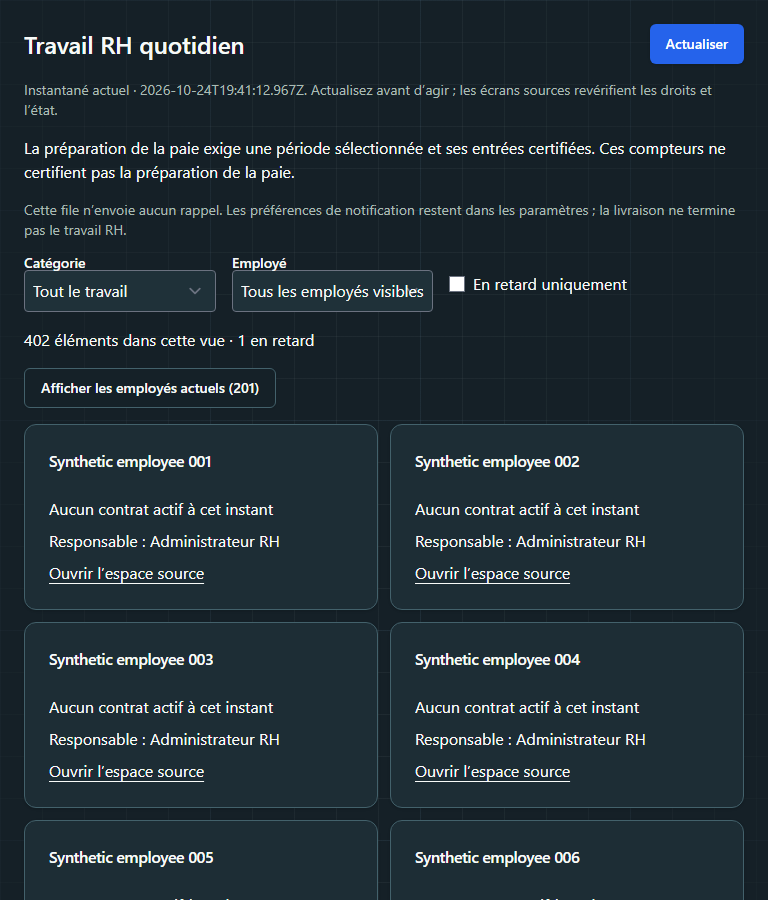 Travail RH quotidien
Actualiser
Instantané actuel · 2026-10-24T19:41:12.967Z. Actualisez avant d’agir ; les écrans sources revérifient les droits et
l’état.
La préparation de la paie exige une période sélectionnée et ses entrées certifiées. Ces compteurs ne
certifient pas la préparation de la paie.
Cette file n’envoie aucun rappel. Les préférences de notification restent dans les paramètres ; la livraison ne termine
pas le travail RH.
Catégorie
Employé
Tout le travail
Tous les employés visibles
En retard uniquement
402 éléments dans cette vue · 1 en retard
Afficher les employés actuels (201)
Synthetic employee 001
Aucun contrat actif à cet instant
Responsable : Administrateur RH
Ouvrir l’espace source
Synthetic employee 002
Aucun contrat actif à cet instant
Responsable : Administrateur RH
Ouvrir l’espace source
Synthetic employee 003
Aucun contrat actif à cet instant
Responsable : Administrateur RH
Ouvrir l’espace source
Synthetic employee 004
Aucun contrat actif à cet instant
Responsable : Administrateur RH
Ouvrir l’espace source
Synthetic employee 005
Synthetic employee 006